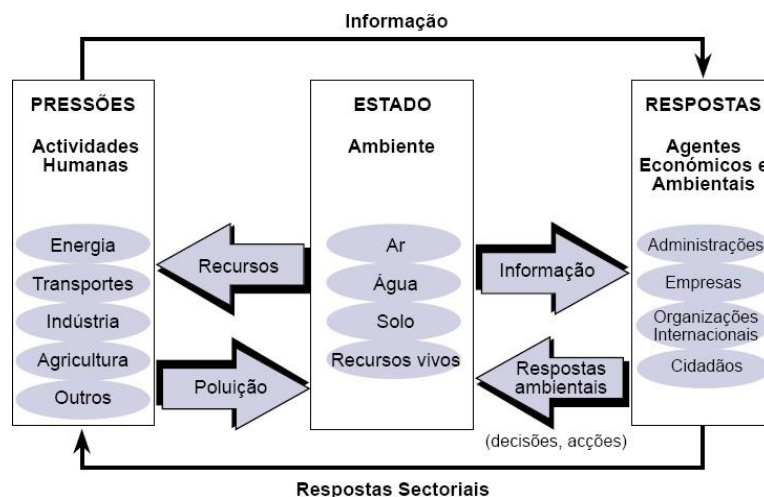 Informação
PRESSÕES
Actividades
Humanas
Energia
Transportes
Indústria
Agricultura
Outros
Recursos
Poluição
ESTADO
Ambiente
Ar
Água
Solo
Recursos vivos
Informação
Respostas
ambientais
(decisões, acções)
RESPOSTAS
Agentes
Económicos e
Ambientais
Administrações
Empresas
Organizações
Internacionais
Cidadãos
Respostas Sectoriais